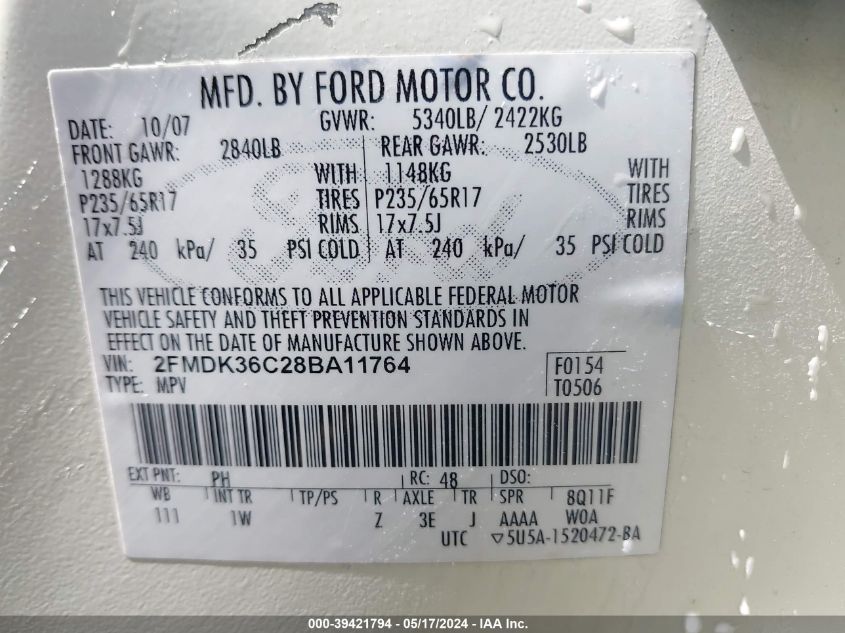 MFD. BY FORD MOTOR CO.
DATE: 10/07 GVWR: 5340LB/ 2422KG
FRONT GAWR: 2840LB REAR GAWR: 2530LB
1288KG WITH 1148KG WITH
P235/65R17 TIRES P235/65R17 TIRES
17x7.5J RIMS 17x7.5J RIMS
AT 240 kPa/ 35 PSI COLD AT 240 kPa/ 35 PSI COLD
THIS VEHICLE CONFORMS TO ALL APPLICABLE FEDERAL MOTOR
VEHICLE SAFETY AND THEFT PREVENTION STANDARDS IN
EFFECT ON THE DATE OF MANUFACTURE SHOWN ABOVE.
VIN: 2FMDK36C28BA11764 F0154
TYPE: MPV T0506
EXT PNT: PH RC: 48 DSO:
WB INT TR TP/PS R AXLE TR SPR 8Q11F
111 1W Z 3E J AAAA W0A
UTC ▽5U5A-1520472-BA
000-39421794 - 05/17/2024 - IAA Inc.